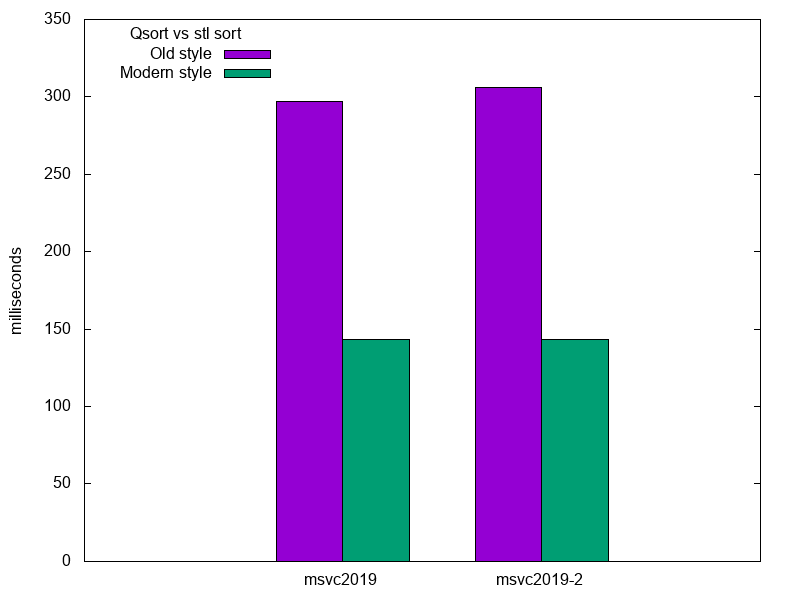 350
Qsort vs stl sort
Old style
Modern style
300
250
200
150
100
50
0
milliseconds
msvc2019
msvc2019-2